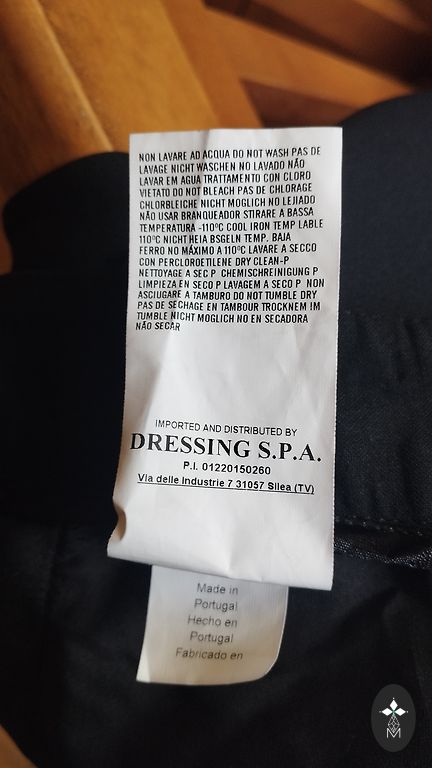 NON LAVARE AD ACQUA DO NOT WASH PAS DE
LAVAGE NICHT WASCHEN NO LAVADO NÃO
LAVAR EM AGUA TRATTAMENTO CON CLORO
VIETATO DO NOT BLEACH PAS DE CHLORAGE
CHLORBLEICHE NICHT MOGLICH NO LEJIADO
NÃO USAR BRANQUEADOR STIRARE A BASSA
TEMPERATURA -110ºC COOL IRON TEMP LABLE
110ºC NICHT HEIA BSGELN TEMP. BAJA
FERRO NO MÁXIMO A 110ºC LAVARE A SECCO
CON PERCLOROETILENE DRY CLEAN-P
NETTOYAGE A SEC P CHEMISCHREINIGUNG P
LIMPIEZA EN SECO P LAVAGEM A SECO P NON
ASCIUGARE A TAMBURO DO NOT TUMBLE DRY
PAS DE SÉCHAGE EN TAMBOUR TROCKNEM !M
TUMBLE NICHT MOGLICH NO EN SECADORA
NÃO SECAR
IMPORTED AND DISTRIBUTED BY
DRESSING S.P.A.
P.I. 01220150260
Via delle Industrie 7 31057 Silea (TV)
Made in
Portugal
Hecho en
Portugal
Fabricado en
M